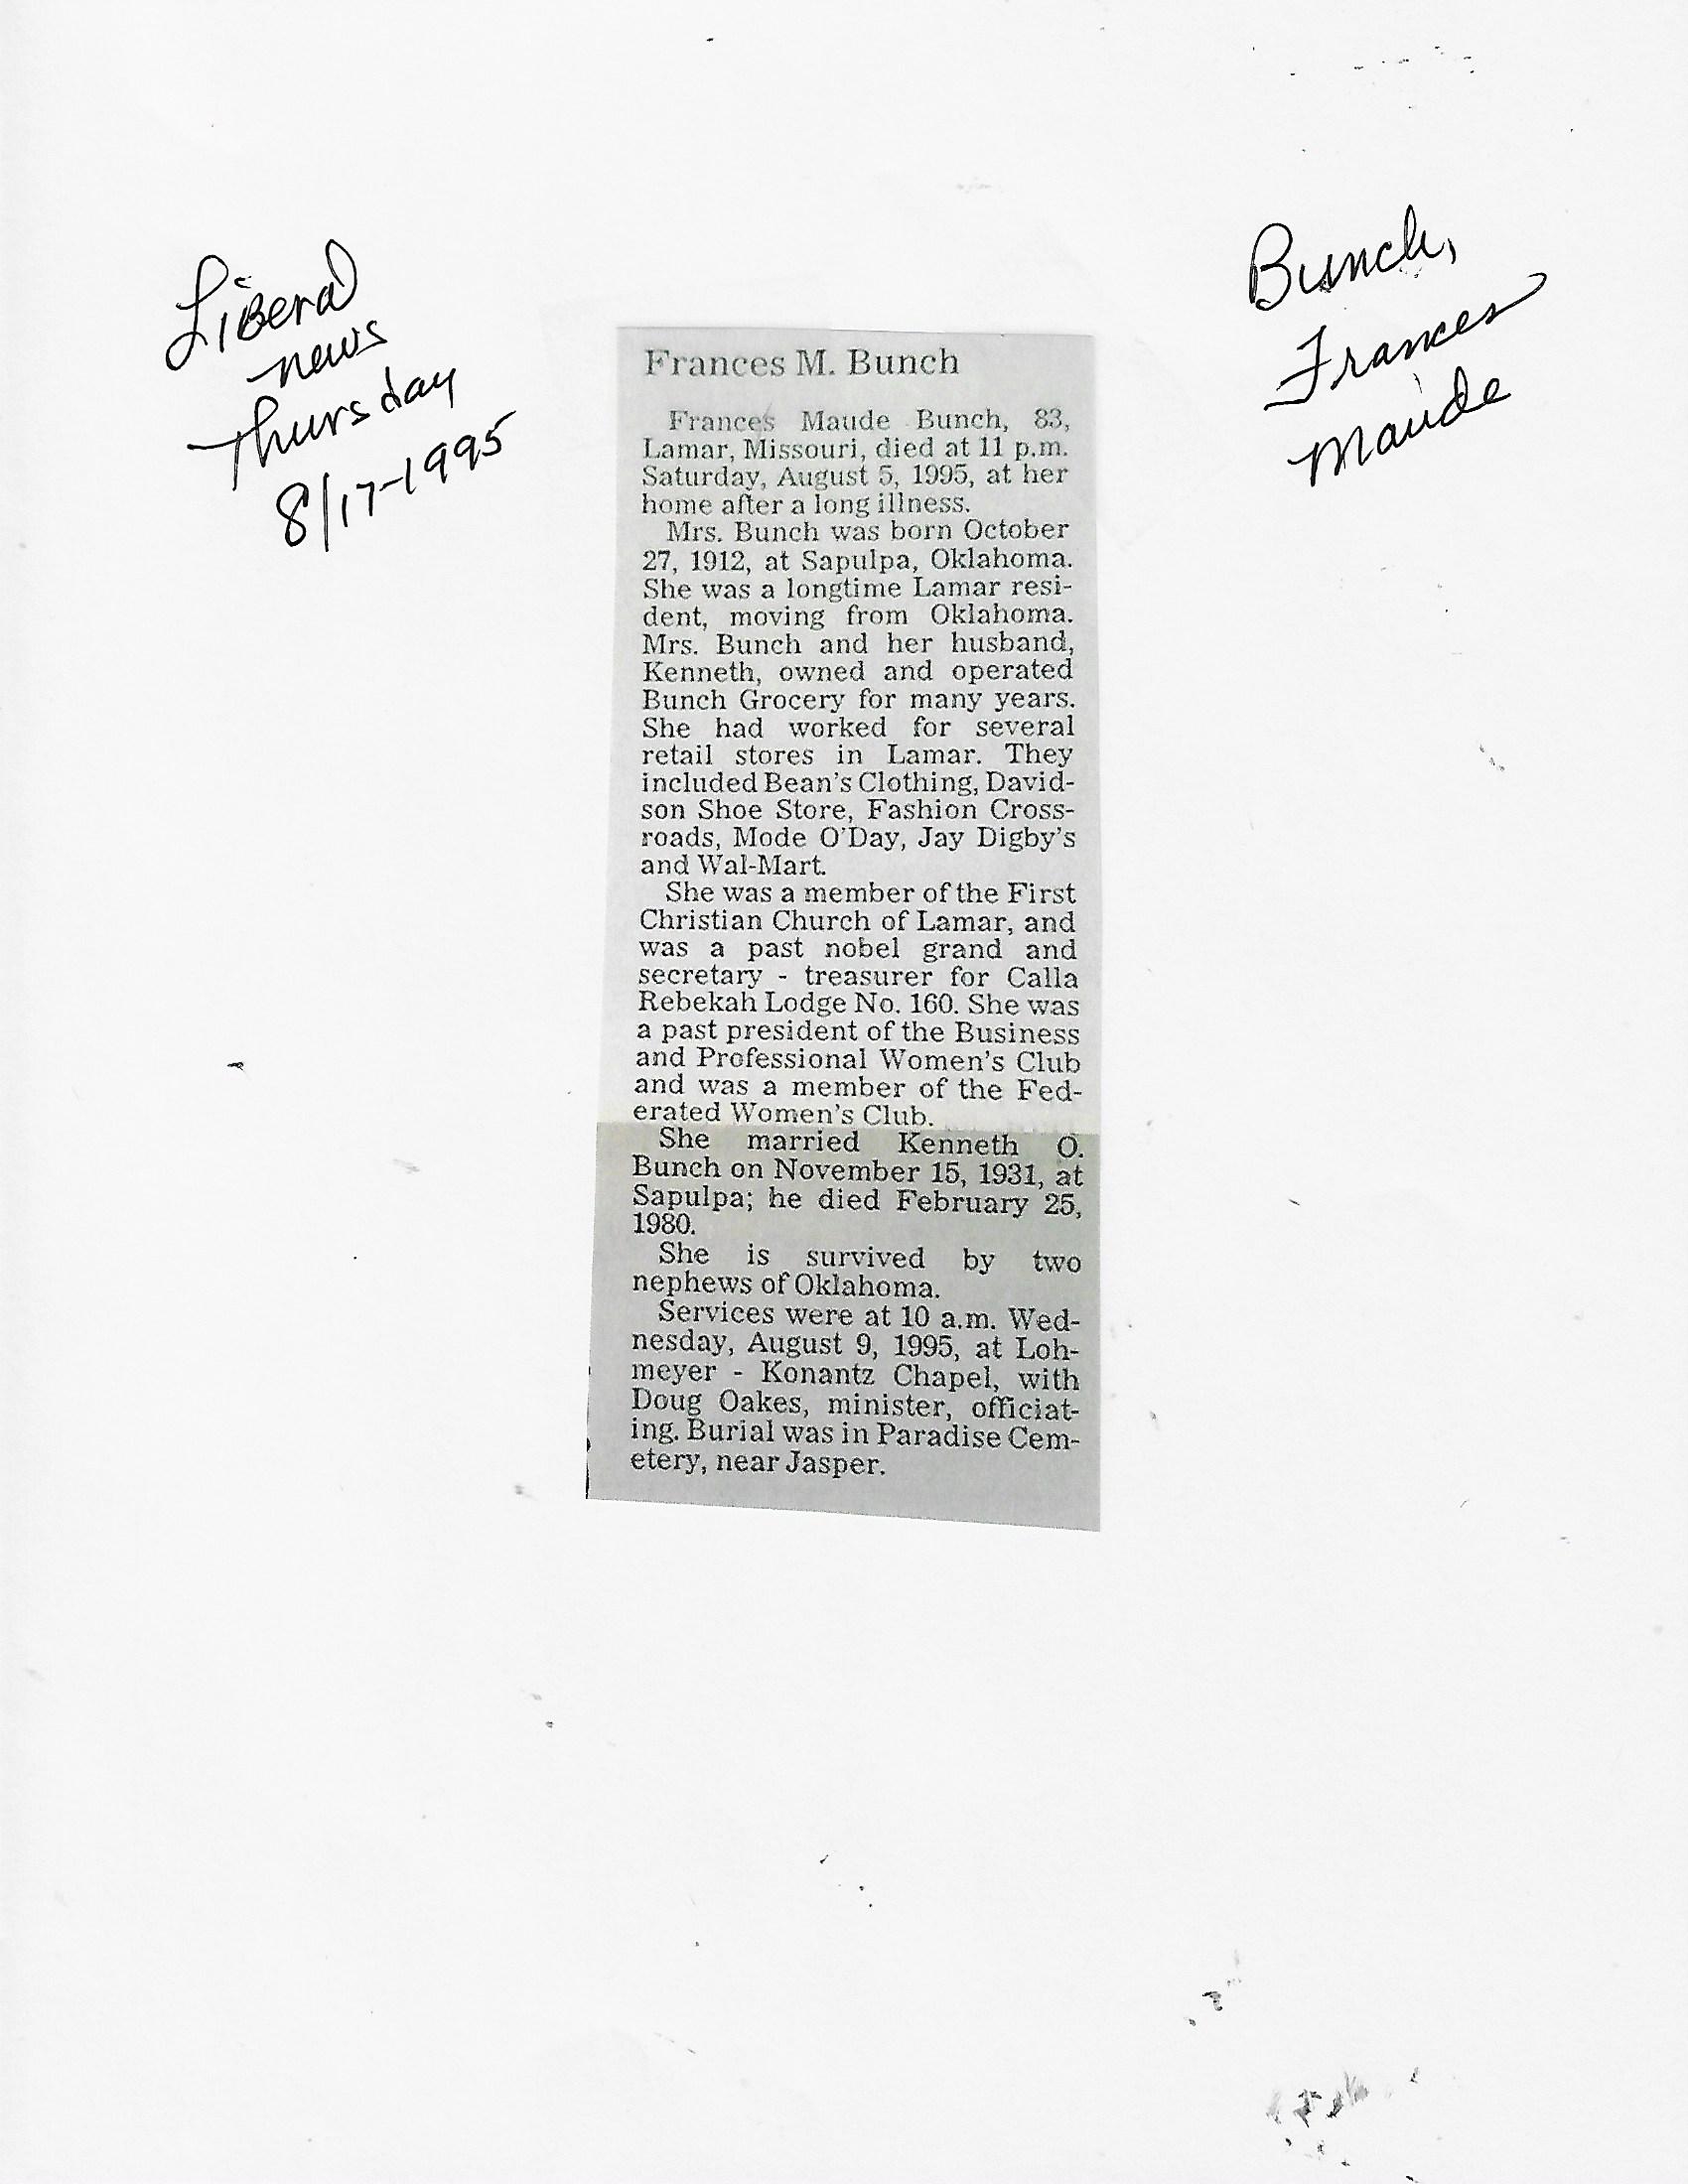 Liberal
news
Thursday
8/17-1995
Bunch,
Frances
Maude
Frances M. Bunch
Frances Maude Bunch, 83,
Lamar, Missouri, died at 11 p.m.
Saturday, August 5, 1995, at her
home after a long illness.
Mrs. Bunch was born October
27, 1912, at Sapulpa, Oklahoma.
She was a longtime Lamar resi-
dent, moving from Oklahoma.
Mrs. Bunch and her husband,
Kenneth, owned and operated
Bunch Grocery for many years.
She had worked for several
retail stores in Lamar. They
included Bean's Clothing, David-
son Shoe Store, Fashion Cross-
roads, Mode O'Day, Jay Digby's
and Wal-Mart.
She was a member of the First
Christian Church of Lamar, and
was a past nobel grand and
secretary - treasurer for Calla
Rebekah Lodge No. 160. She was
a past president of the Business
and Professional Women's Club
and was a member of the Fed-
erated Women's Club.
She married Kenneth O.
Bunch on November 15, 1931, at
Sapulpa; he died February 25,
1980.
She is survived by two
nephews of Oklahoma.
Services were at 10 a.m. Wed-
nesday, August 9, 1995, at Loh-
meyer - Konantz Chapel, with
Doug Oakes, minister, officiat-
ing. Burial was in Paradise Cem-
etery, near Jasper.